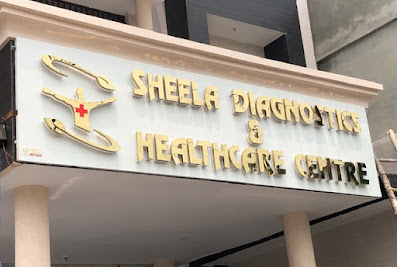 SHEELA DIAGNOSTICS
&
HEALTHCARE CENTRE